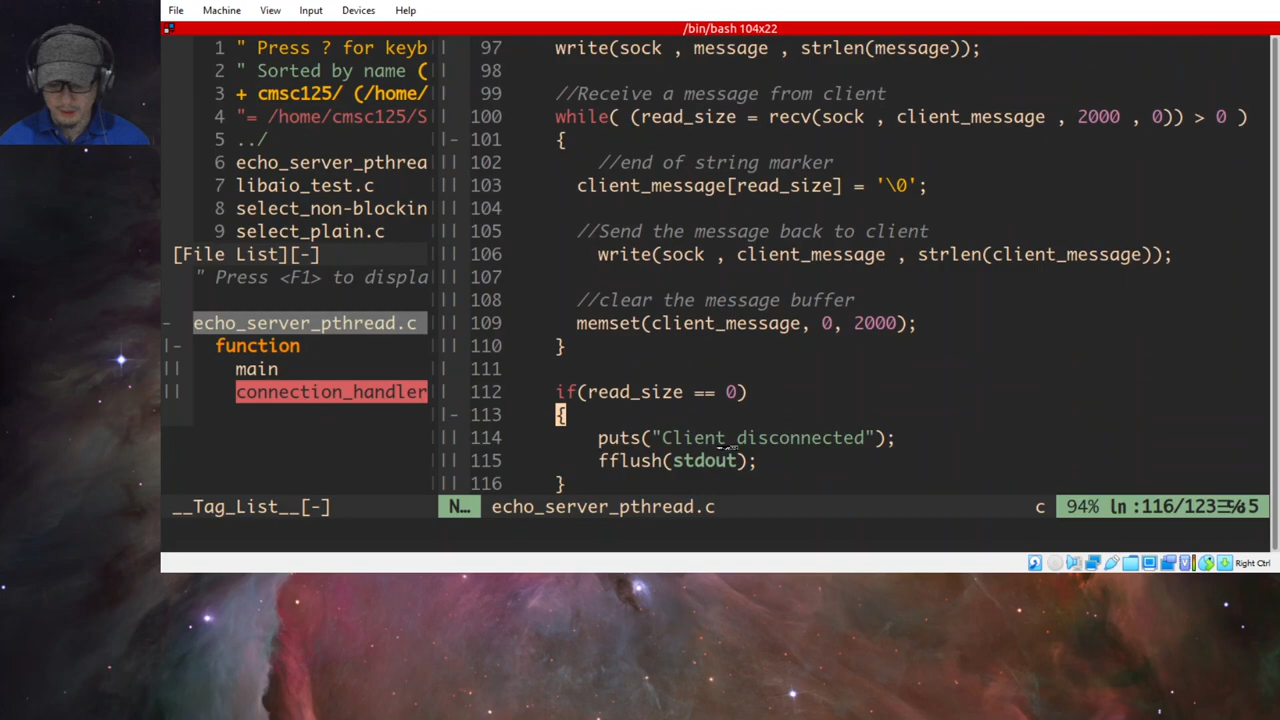 File Machine View Input Devices Help
/bin/bash 104x22
1 " Press ? for keyb
2 " Sorted by name (
3 + cmsc125/ (/home/
4 "= /home/cmsc125/S
5 ../
6 echo_server_pthrea
7 libaio_test.c
8 select_non-blockin
9 select_plain.c
[File List][-]
" Press <F1> to displa
- echo_server_pthread.c
|- function
|| main
|| connection_handler
__Tag_List__[-]
97 write(sock , message , strlen(message));
98
99 //Receive a message from client
100 while( (read_size = recv(sock , client_message , 2000 , 0)) > 0 )
101 {
102 //end of string marker
103 client_message[read_size] = '\0';
104
105 //Send the message back to client
106 write(sock , client_message , strlen(client_message));
107
108 //clear the message buffer
109 memset(client_message, 0, 2000);
110 }
111
112 if(read_size == 0)
113 {
114 puts("Client disconnected");
115 fflush(stdout);
116 }
N… echo_server_pthread.c c 94% ln :116/123
Right Ctrl